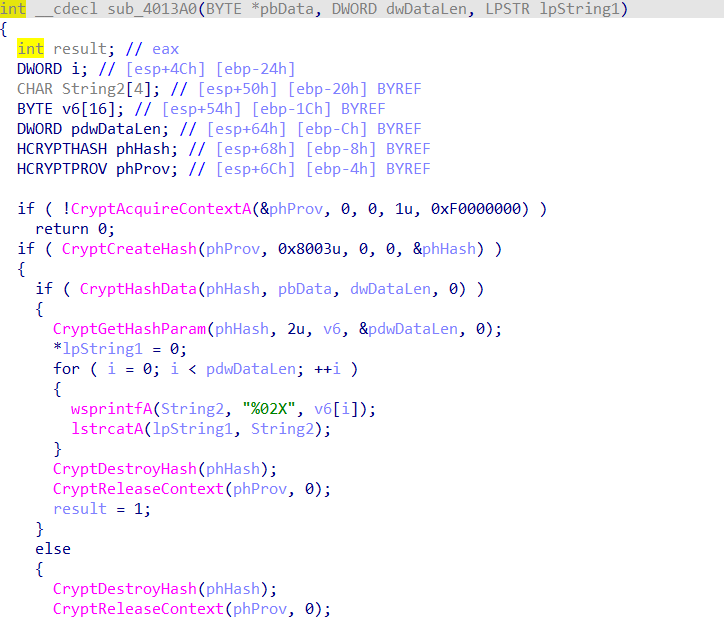 int __cdecl sub_4013A0(BYTE *pbData, DWORD dwDataLen, LPSTR lpString1)
{
  int result; // eax
  DWORD i; // [esp+4Ch] [ebp-24h]
  CHAR String2[4]; // [esp+50h] [ebp-20h] BYREF
  BYTE v6[16]; // [esp+54h] [ebp-1Ch] BYREF
  DWORD pdwDataLen; // [esp+64h] [ebp-Ch] BYREF
  HCRYPTHASH phHash; // [esp+68h] [ebp-8h] BYREF
  HCRYPTPROV phProv; // [esp+6Ch] [ebp-4h] BYREF

  if ( !CryptAcquireContextA(&phProv, 0, 0, 1u, 0xF0000000) )
    return 0;
  if ( CryptCreateHash(phProv, 0x8003u, 0, 0, &phHash) )
  {
    if ( CryptHashData(phHash, pbData, dwDataLen, 0) )
    {
      CryptGetHashParam(phHash, 2u, v6, &pdwDataLen, 0);
      *lpString1 = 0;
      for ( i = 0; i < pdwDataLen; ++i )
      {
        wsprintfA(String2, "%02X", v6[i]);
        lstrcatA(lpString1, String2);
      }
      CryptDestroyHash(phHash);
      CryptReleaseContext(phProv, 0);
      result = 1;
    }
    else
    {
      CryptDestroyHash(phHash);
      CryptReleaseContext(phProv, 0);